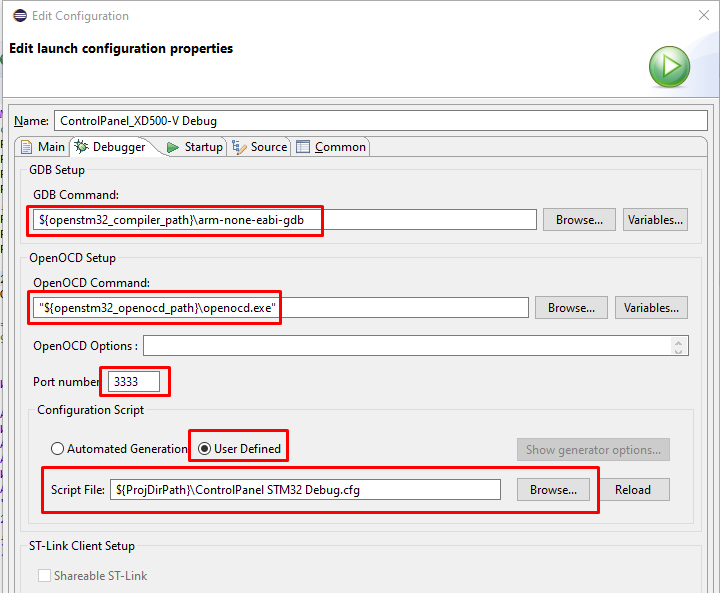 Edit Configuration
Edit launch configuration properties
Name: ControlPanel_XD500-V Debug
Main Debugger Startup Source Common
GDB Setup
GDB Command:
${openstm32_compiler_path}\arm-none-eabi-gdb Browse... Variables...
OpenOCD Setup
OpenOCD Command:
"${openstm32_openocd_path}\openocd.exe" Browse... Variables...
OpenOCD Options :
Port number 3333
Configuration Script
Automated Generation User Defined Show generator options...
Script File: ${ProjDirPath}\ControlPanel STM32 Debug.cfg Browse... Reload
ST-Link Client Setup
Shareable ST-Link